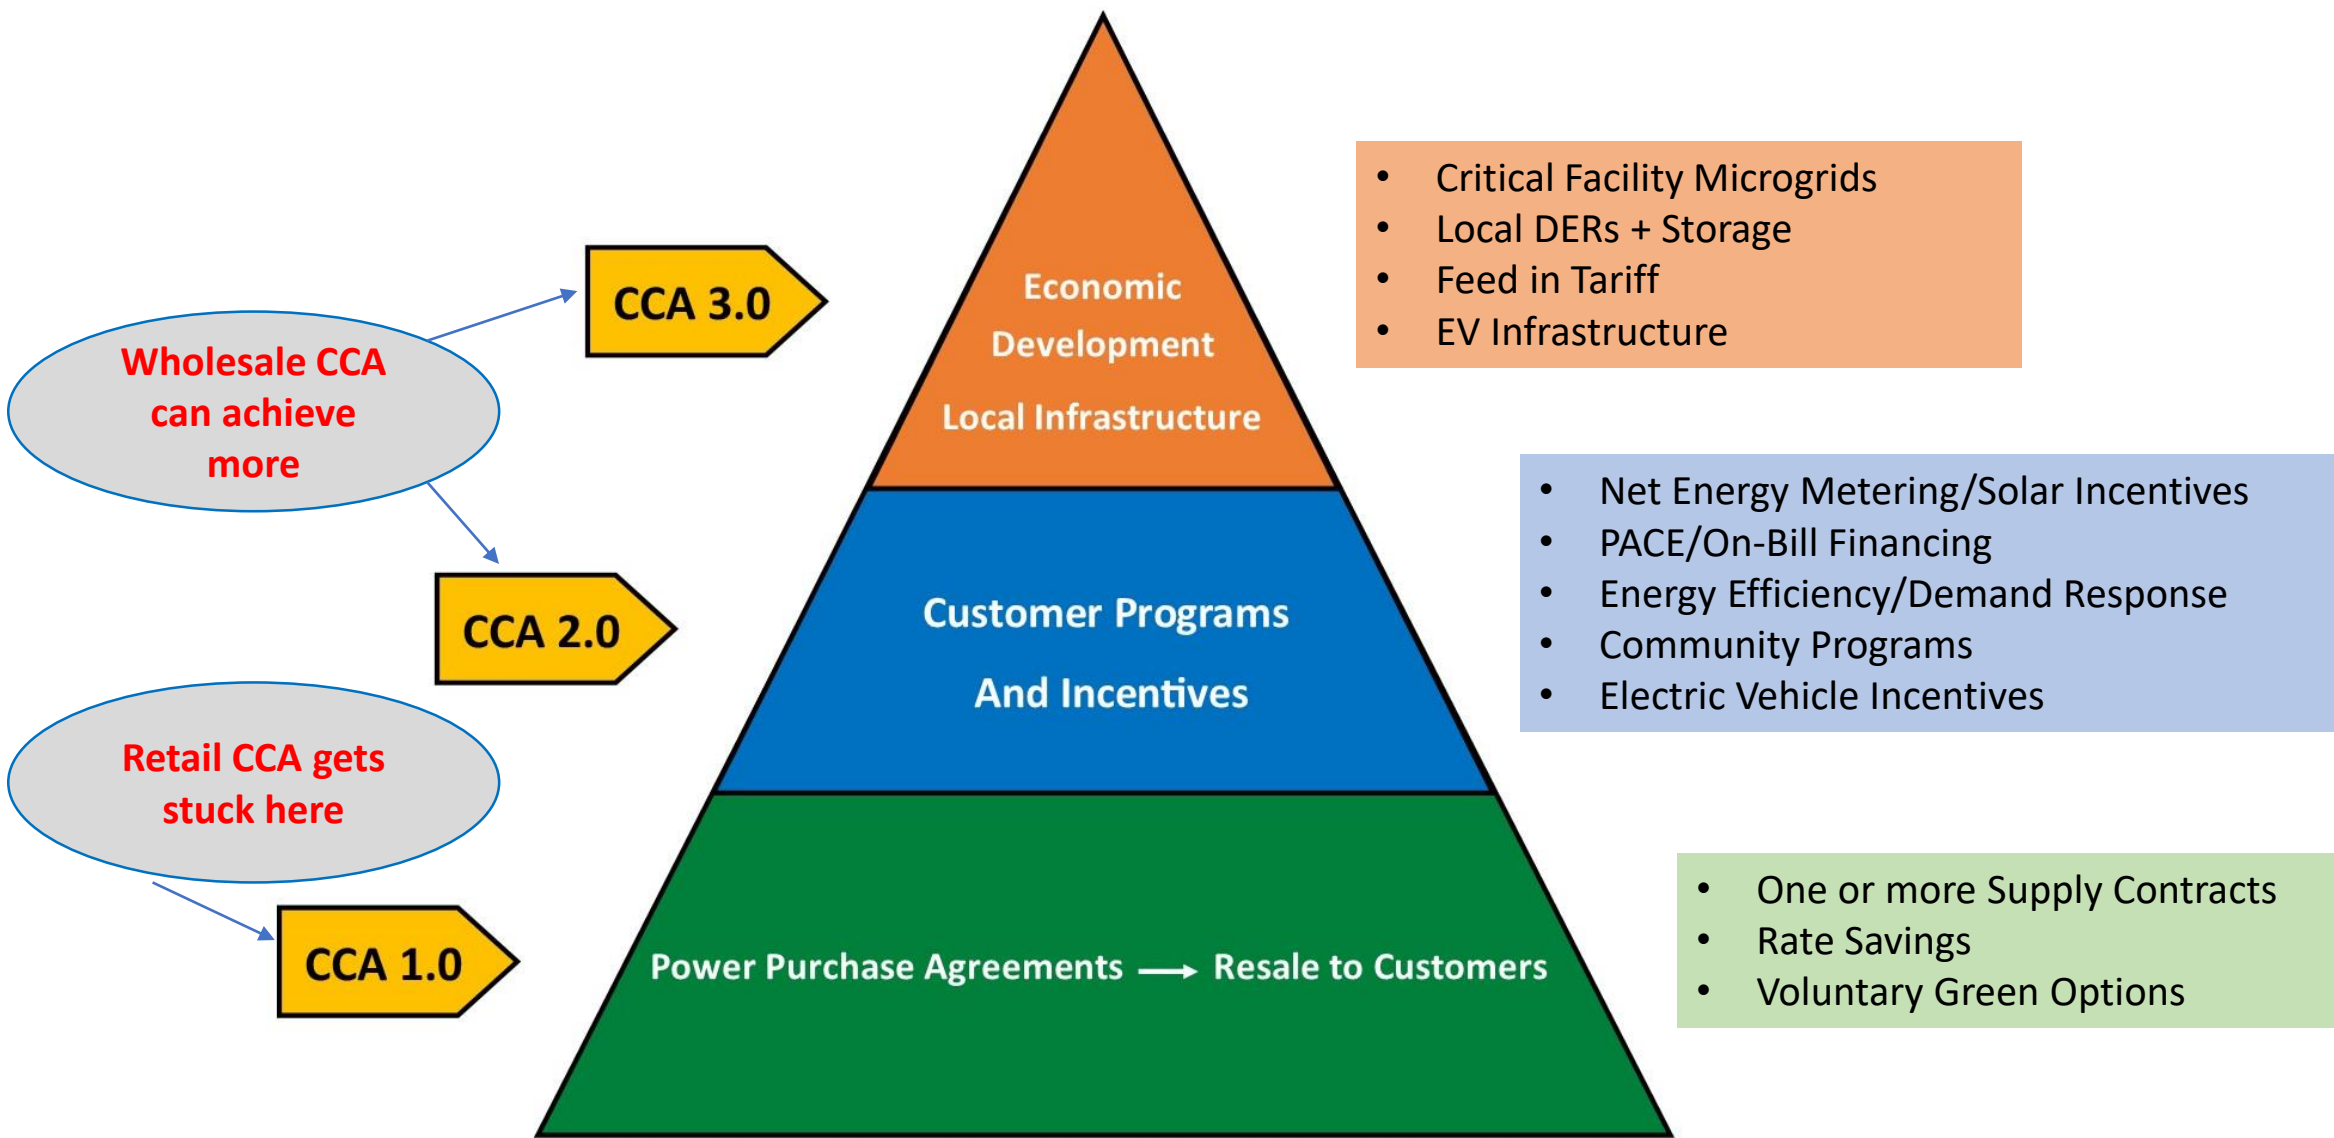 Wholesale CCA
can achieve
more
Retail CCA gets
stuck here
CCA 3.0
CCA 2.0
CCA 1.0
Economic
Development
Local Infrastructure
Customer Programs
And Incentives
Power Purchase Agreements → Resale to Customers
• Critical Facility Microgrids
• Local DERs + Storage
• Feed in Tariff
• EV Infrastructure
• Net Energy Metering/Solar Incentives
• PACE/On-Bill Financing
• Energy Efficiency/Demand Response
• Community Programs
• Electric Vehicle Incentives
• One or more Supply Contracts
• Rate Savings
• Voluntary Green Options